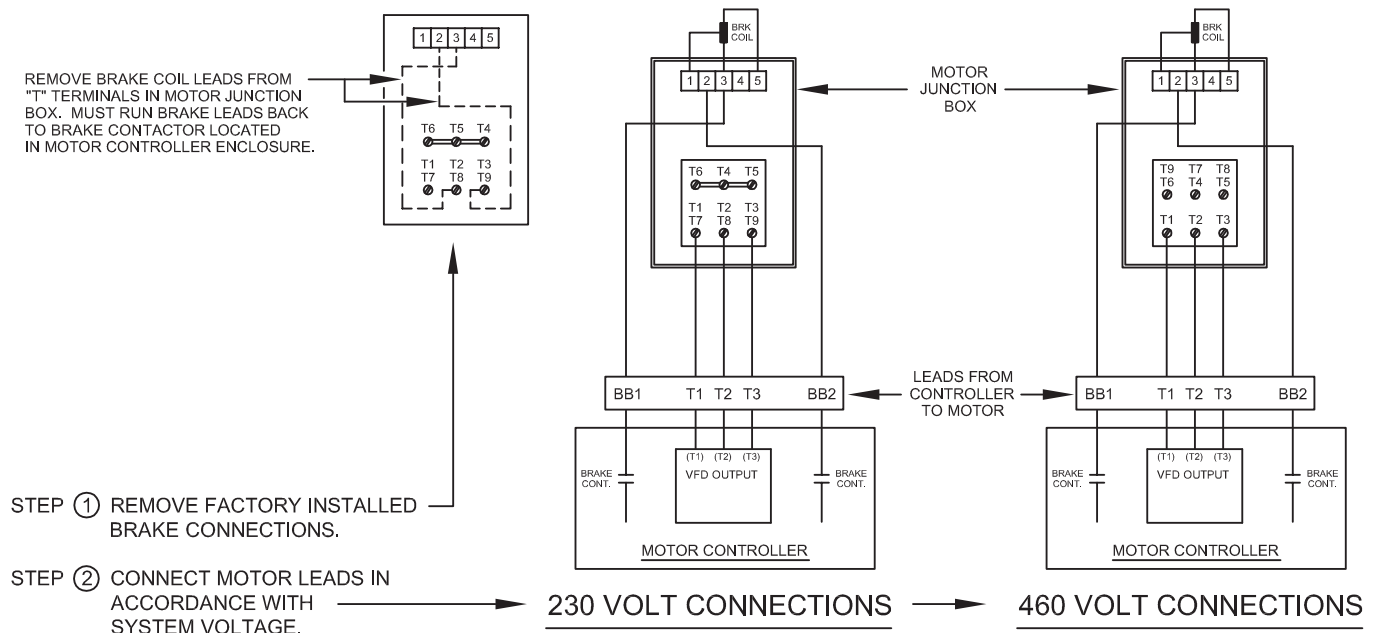 1 2 3 4 5
REMOVE BRAKE COIL LEADS FROM
"T" TERMINALS IN MOTOR JUNCTION
BOX. MUST RUN BRAKE LEADS BACK
TO BRAKE CONTACTOR LOCATED
IN MOTOR CONTROLLER ENCLOSURE.
T6 T5 T4
T1 T2 T3
T7 T8 T9
STEP 1 REMOVE FACTORY INSTALLED
BRAKE CONNECTIONS.
STEP 2 CONNECT MOTOR LEADS IN
ACCORDANCE WITH
SYSTEM VOLTAGE.
BRK
COIL
1 2 3 4 5
T6 T4 T5
T1 T2 T3
T7 T8 T9
BB1 T1 T2 T3 BB2
(T1) (T2) (T3)
VFD OUTPUT
BRAKE
CONT.
BRAKE
CONT.
MOTOR CONTROLLER
230 VOLT CONNECTIONS
MOTOR
JUNCTION
BOX
LEADS FROM
CONTROLLER
TO MOTOR
BRK
COIL
1 2 3 4 5
T9 T7 T8
T6 T4 T5
T1 T2 T3
BB1 T1 T2 T3 BB2
(T1) (T2) (T3)
VFD OUTPUT
BRAKE
CONT.
BRAKE
CONT.
MOTOR CONTROLLER
460 VOLT CONNECTIONS